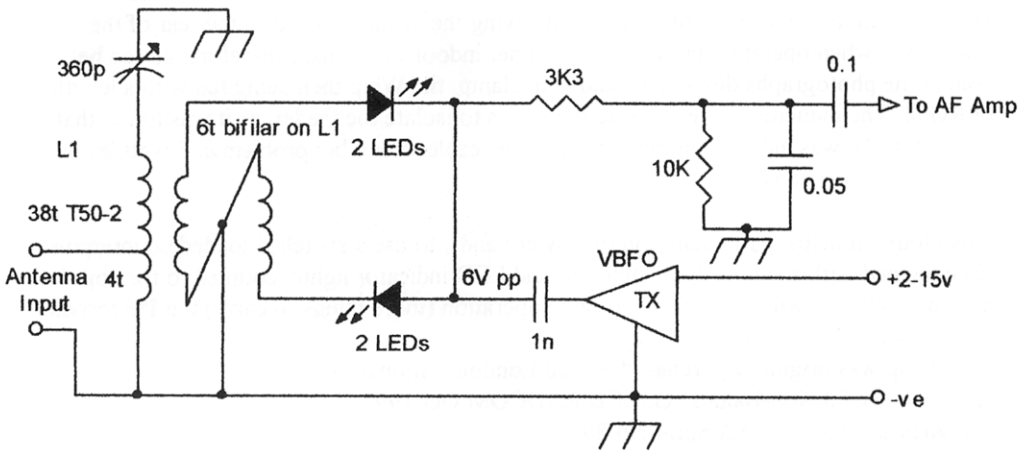 360p
L1
38t T50-2
Antenna
Input
4t
6t bifilar on L1
2 LEDs
2 LEDs
3K3
10K
0.1
To AF Amp
0.05
6V pp
1n
VBFO
TX
+2-15v
-ve